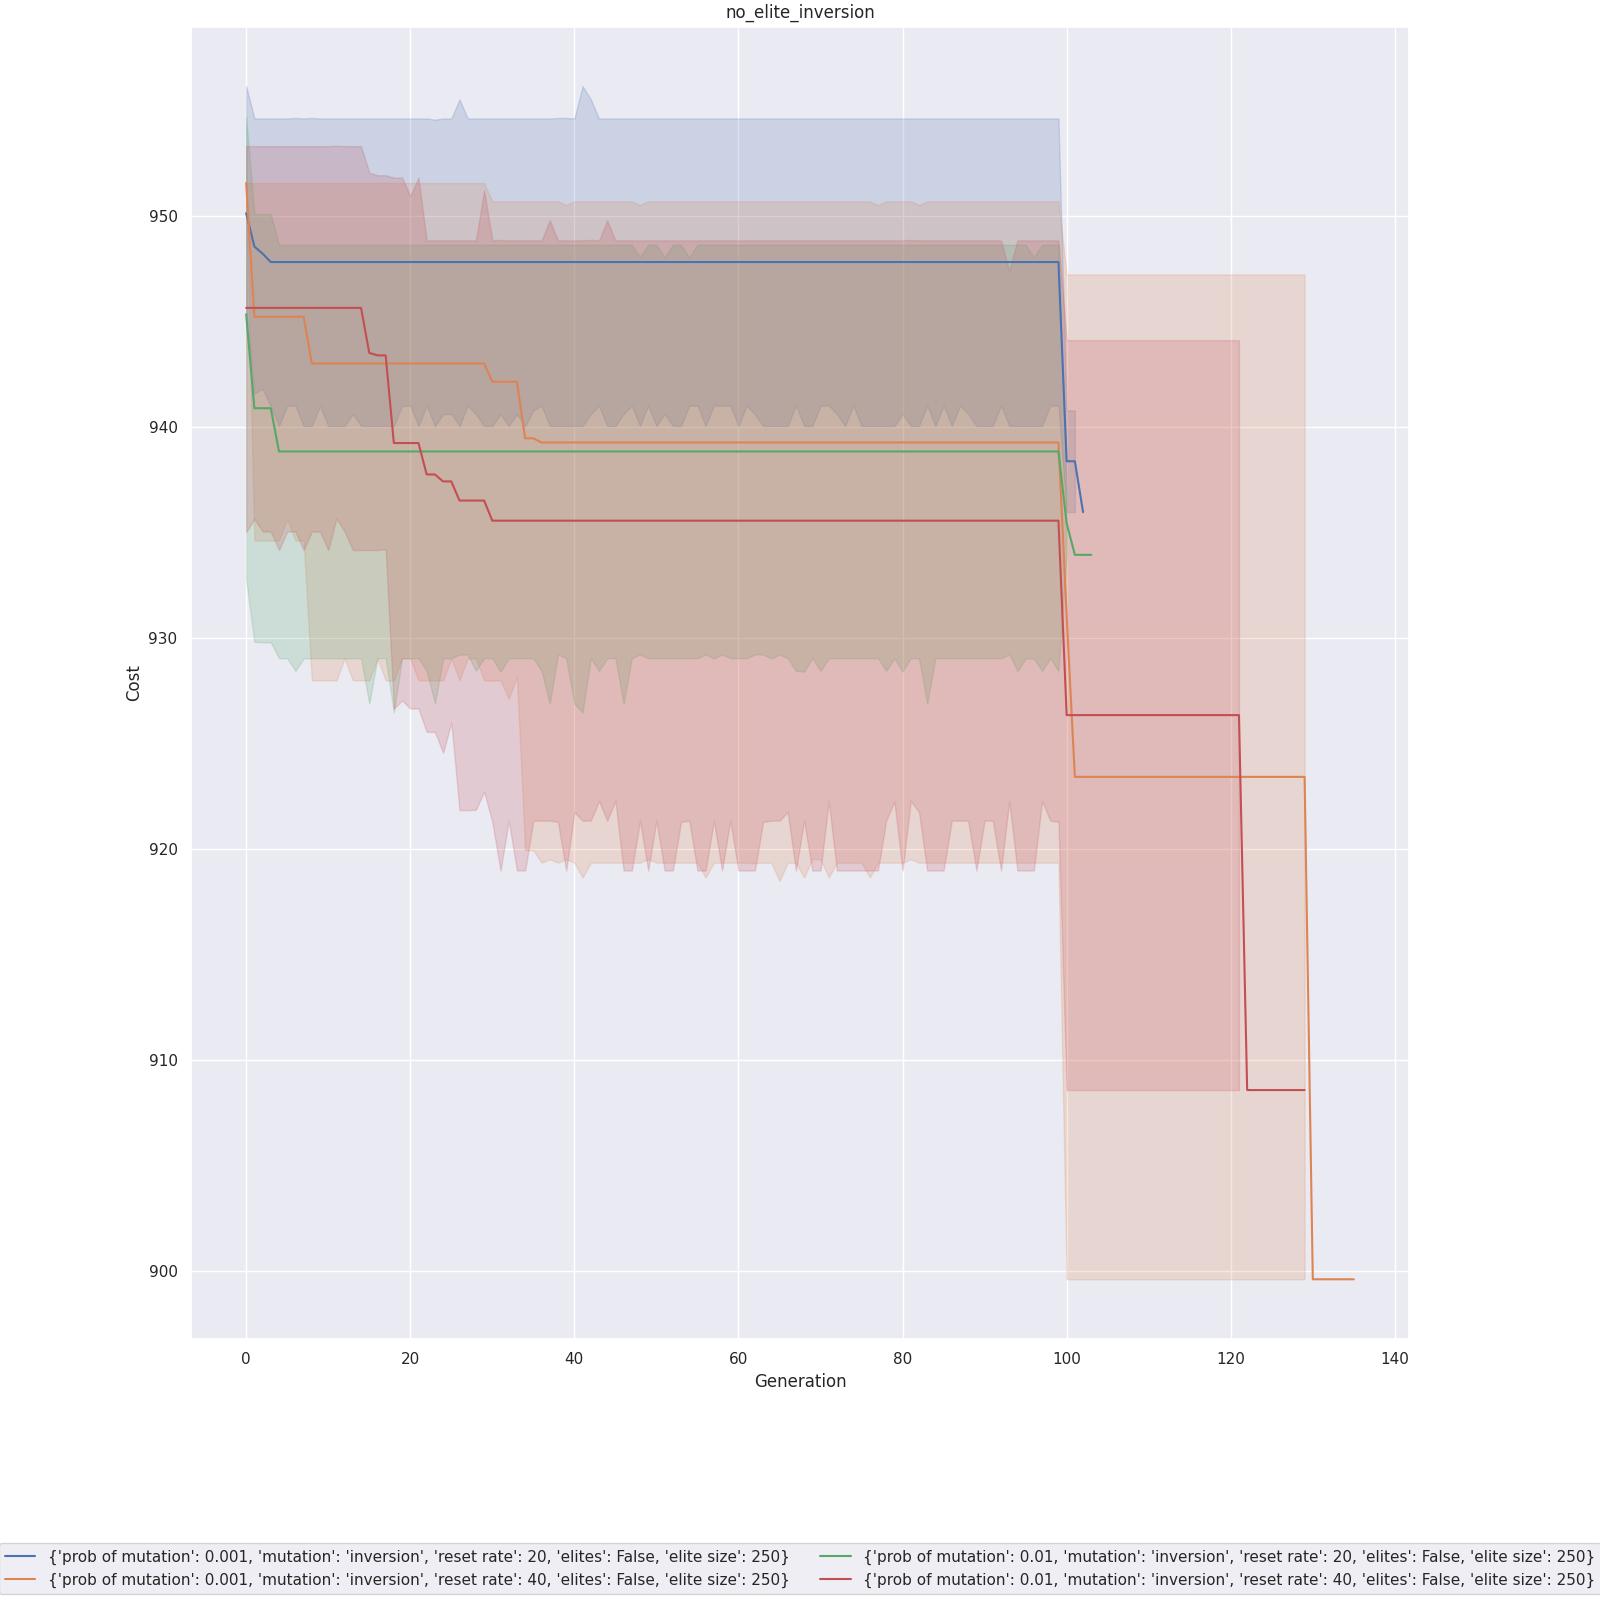 no_elite_inversion
950
940
930
920
910
900
Cost
0 20 40 60 80 100 120 140
Generation
{'prob of mutation': 0.001, 'mutation': 'inversion', 'reset rate': 20, 'elites': False, 'elite size': 250}
{'prob of mutation': 0.001, 'mutation': 'inversion', 'reset rate': 40, 'elites': False, 'elite size': 250}
{'prob of mutation': 0.01, 'mutation': 'inversion', 'reset rate': 20, 'elites': False, 'elite size': 250}
{'prob of mutation': 0.01, 'mutation': 'inversion', 'reset rate': 40, 'elites': False, 'elite size': 250}